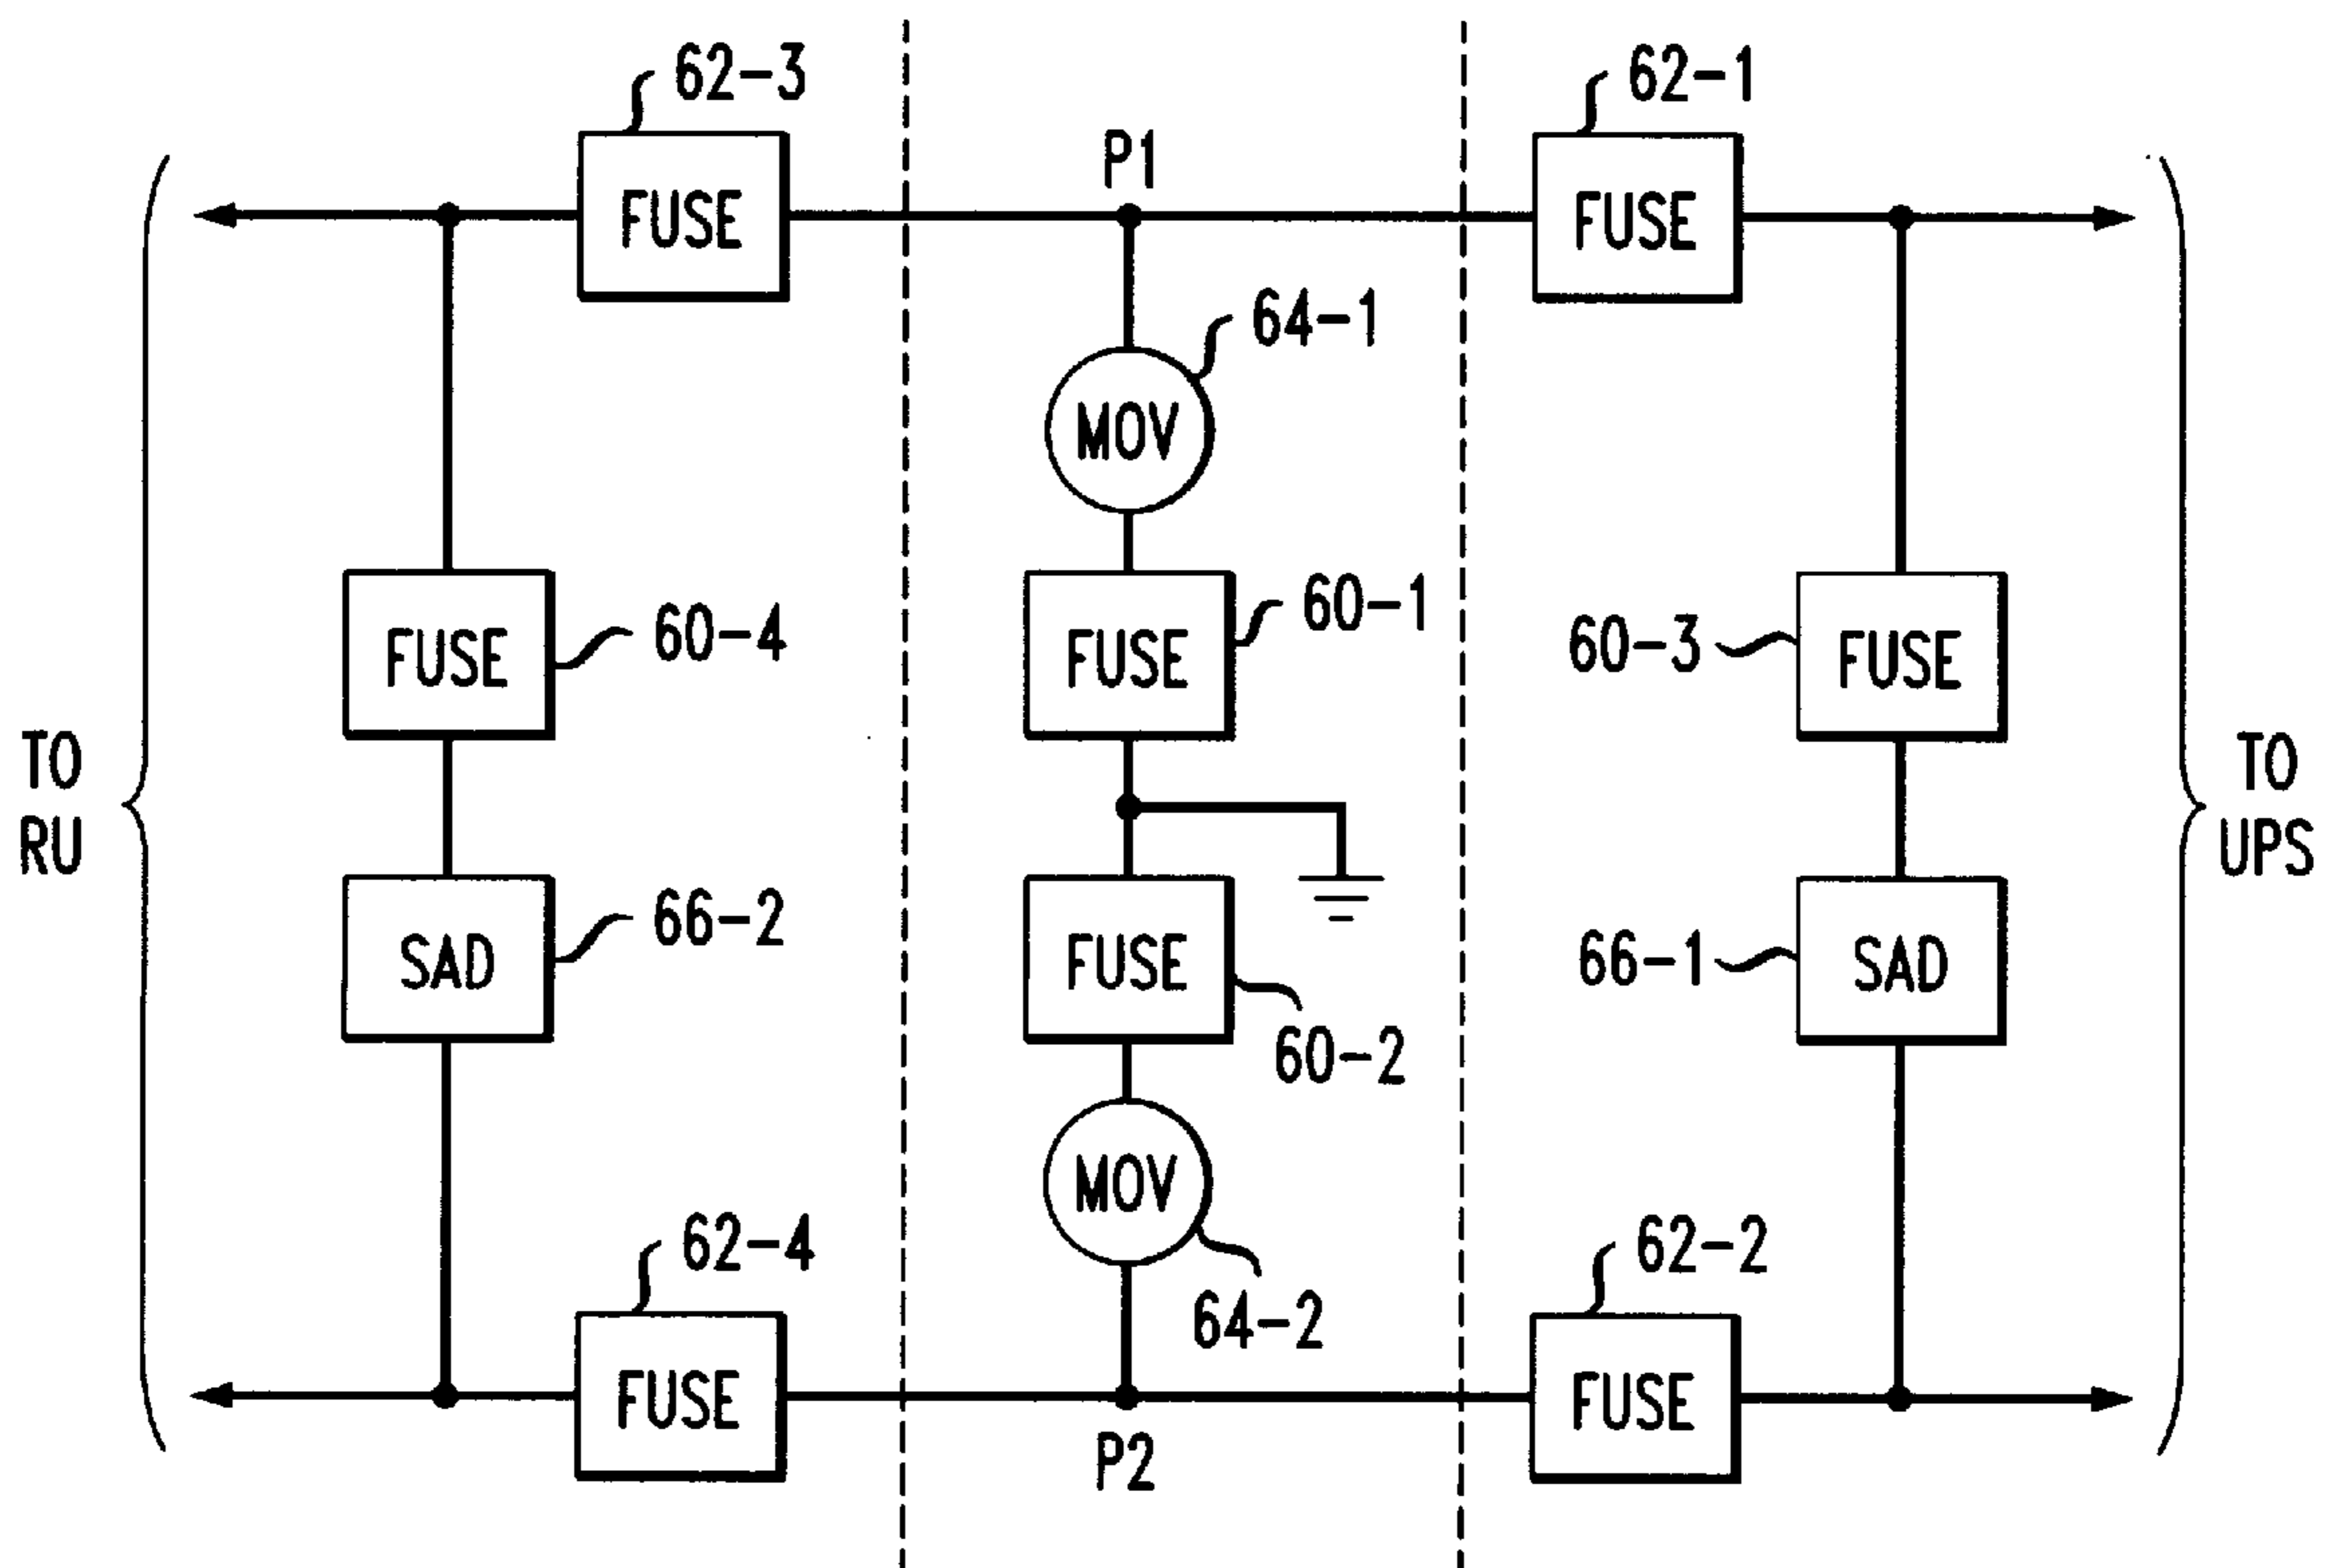 62-3
62-1
P1
FUSE
FUSE
64-1
MOV
60-1
60-4
60-3
FUSE
FUSE
FUSE
TO
RU
TO
UPS
66-2
66-1
SAD
FUSE
SAD
60-2
MOV
62-4
62-2
64-2
FUSE
FUSE
P2